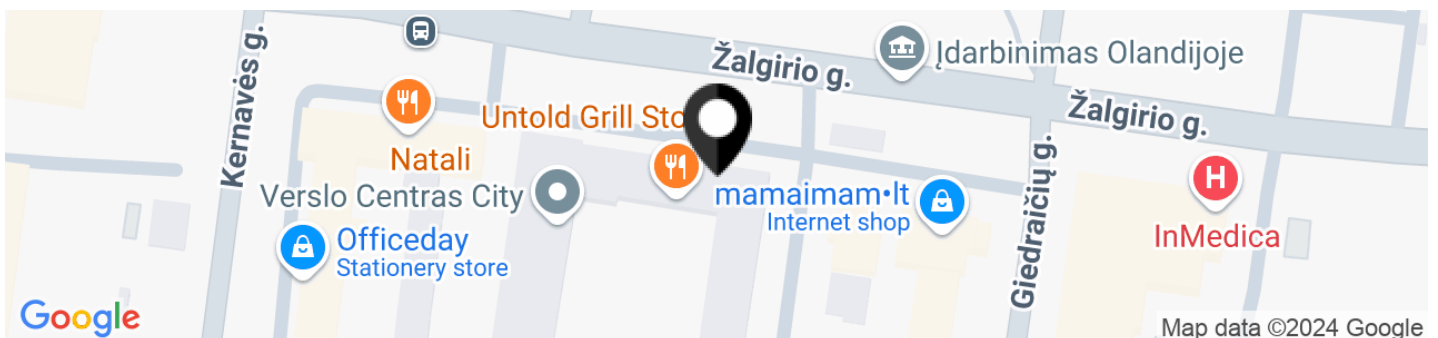 Kernavės g.
Žalgirio g.
Įdarbinimas Olandijoje
Žalgirio g.
Untold Grill Sto
Natali
Verslo Centras City
mamaimam•lt
Internet shop
Officeday
Stationery store
Giedraičių g.
H
InMedica
Google
Map data ©2024 Google